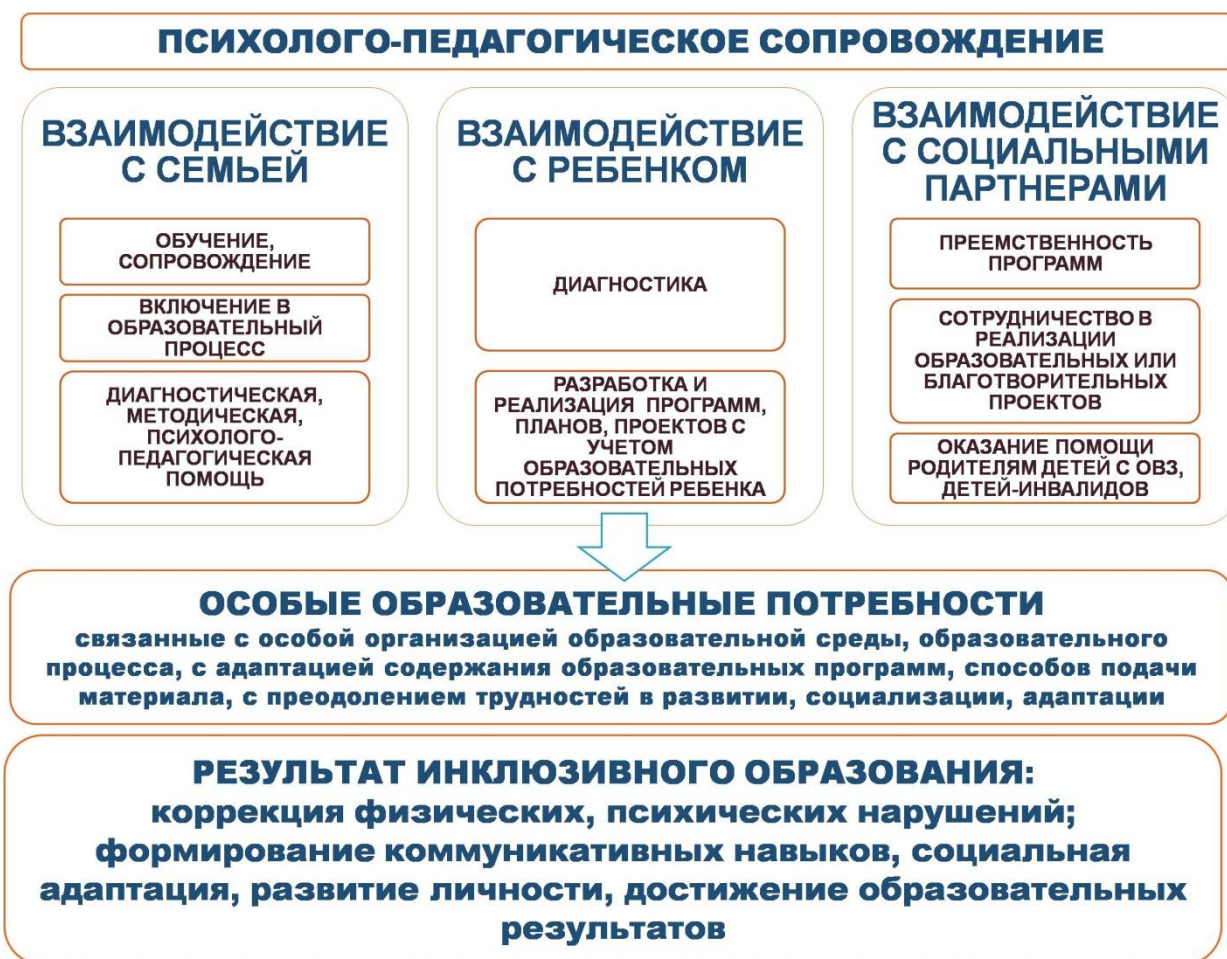 ПСИХОЛОГО-ПЕДАГОГИЧЕСКОЕ СОПРОВОЖДЕНИЕ
ВЗАИМОДЕЙСТВИЕ
С СЕМЬЕЙ
ОБУЧЕНИЕ,
СОПРОВОЖДЕНИЕ
ВКЛЮЧЕНИЕ В
ОБРАЗОВАТЕЛЬНЫЙ
ПРОЦЕСС
ДИАГНОСТИЧЕСКАЯ,
МЕТОДИЧЕСКАЯ,
ПСИХОЛОГО-
ПЕДАГОГИЧЕСКАЯ
ПОМОЩЬ
ВЗАИМОДЕЙСТВИЕ
С РЕБЕНКОМ
ДИАГНОСТИКА
РАЗРАБОТКА И
РЕАЛИЗАЦИЯ ПРОГРАММ,
ПЛАНОВ, ПРОЕКТОВ С
УЧЕТОМ
ОБРАЗОВАТЕЛЬНЫХ
ПОТРЕБНОСТЕЙ РЕБЕНКА
ВЗАИМОДЕЙСТВИЕ
С СОЦИАЛЬНЫМИ
ПАРТНЕРАМИ
ПРЕЕМСТВЕННОСТЬ
ПРОГРАММ
СОТРУДНИЧЕСТВО В
РЕАЛИЗАЦИИ
ОБРАЗОВАТЕЛЬНЫХ ИЛИ
БЛАГОТВОРИТЕЛЬНЫХ
ПРОЕКТОВ
ОКАЗАНИЕ ПОМОЩИ
РОДИТЕЛЯМ ДЕТЕЙ С ОВЗ,
ДЕТЕЙ-ИНВАЛИДОВ
ОСОБЫЕ ОБРАЗОВАТЕЛЬНЫЕ ПОТРЕБНОСТИ
связанные с особой организацией образовательной среды, образовательного
процесса, с адаптацией содержания образовательных программ, способов подачи
материала, с преодолением трудностей в развитии, социализации, адаптации
РЕЗУЛЬТАТ ИНКЛЮЗИВНОГО ОБРАЗОВАНИЯ:
коррекция физических, психических нарушений;
формирование коммуникативных навыков, социальная
адаптация, развитие личности, достижение образовательных
результатов